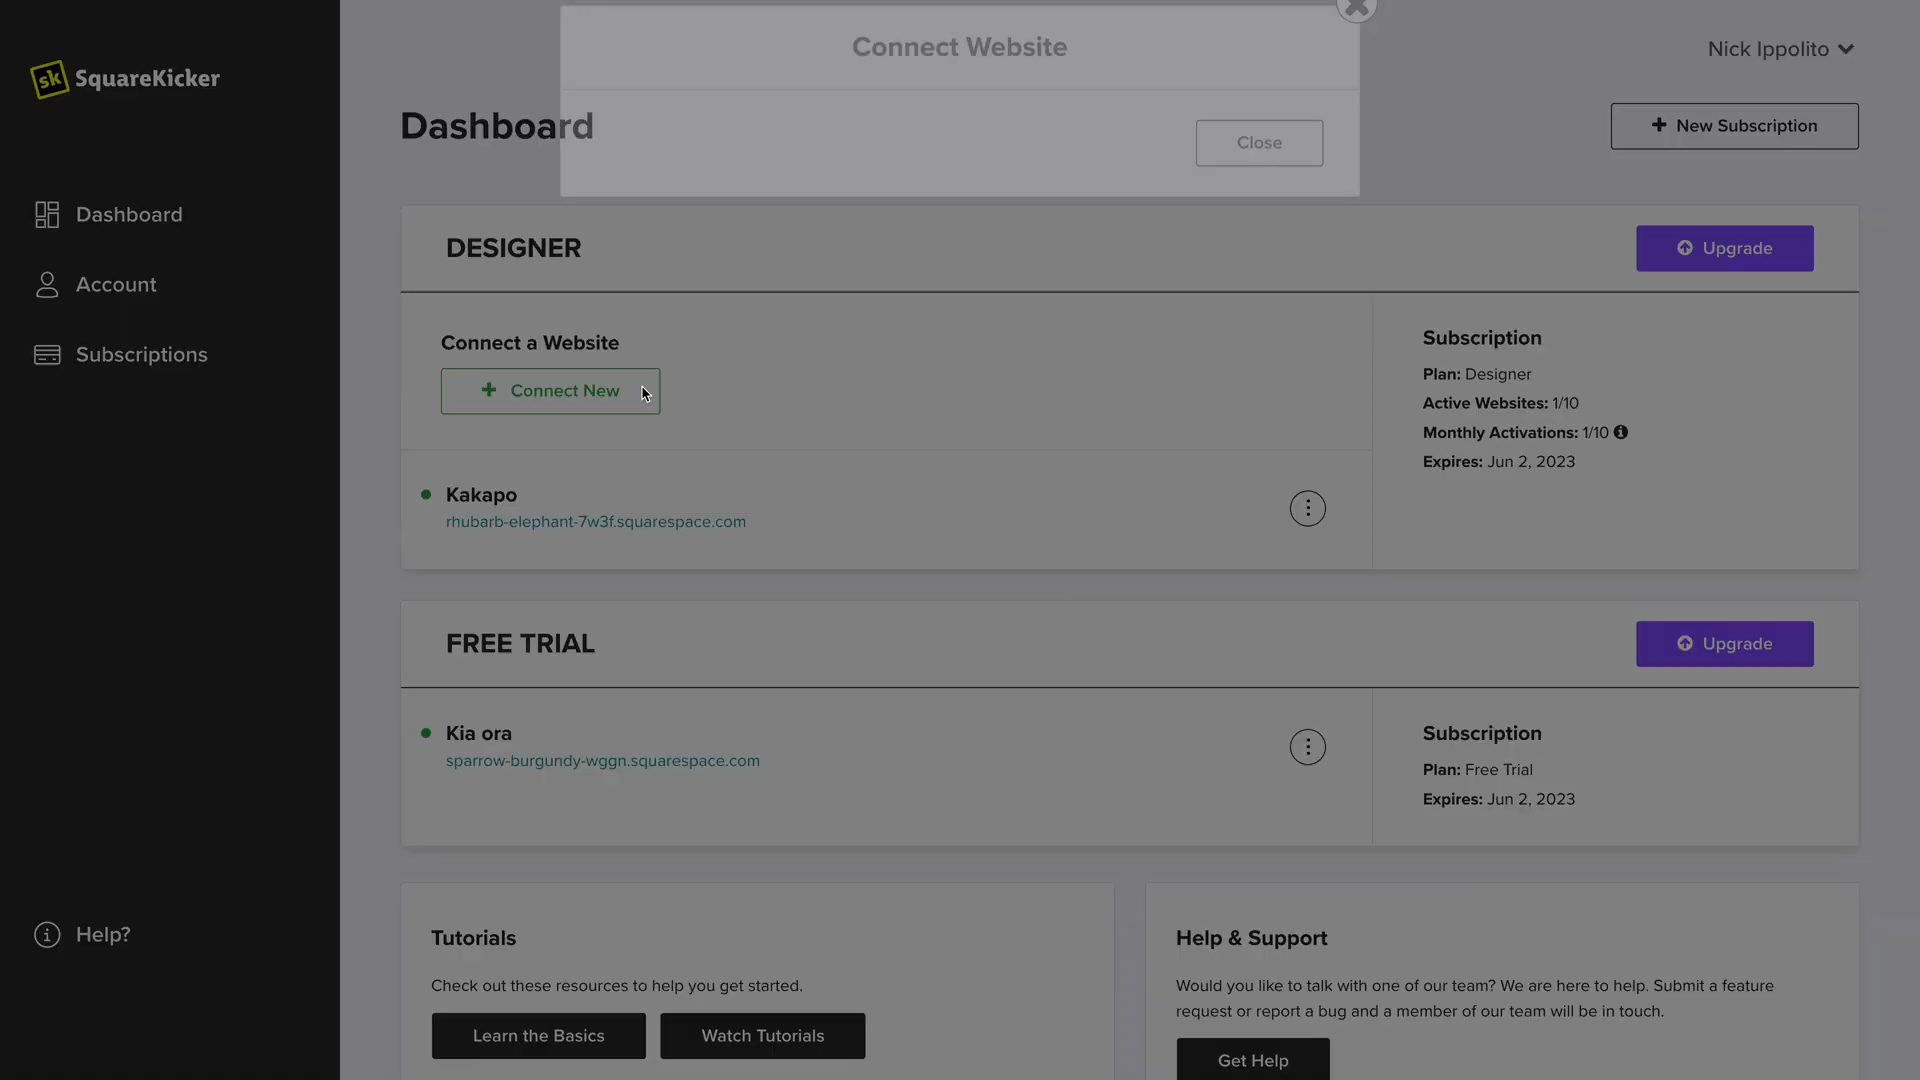 sk SquareKicker
Dashboard
Account
Subscriptions
Help?
Connect Website
Close
Nick Ippolito
Dashboard
+ New Subscription
DESIGNER
Upgrade
Connect a Website
+ Connect New
Kakapo
rhubarb-elephant-7w3f.squarespace.com
Subscription
Plan: Designer
Active Websites: 1/10
Monthly Activations: 1/10
Expires: Jun 2, 2023
FREE TRIAL
Upgrade
Kia ora
sparrow-burgundy-wggn.squarespace.com
Subscription
Plan: Free Trial
Expires: Jun 2, 2023
Tutorials
Check out these resources to help you get started.
Learn the Basics
Watch Tutorials
Help & Support
Would you like to talk with one of our team? We are here to help. Submit a feature
request or report a bug and a member of our team will be in touch.
Get Help